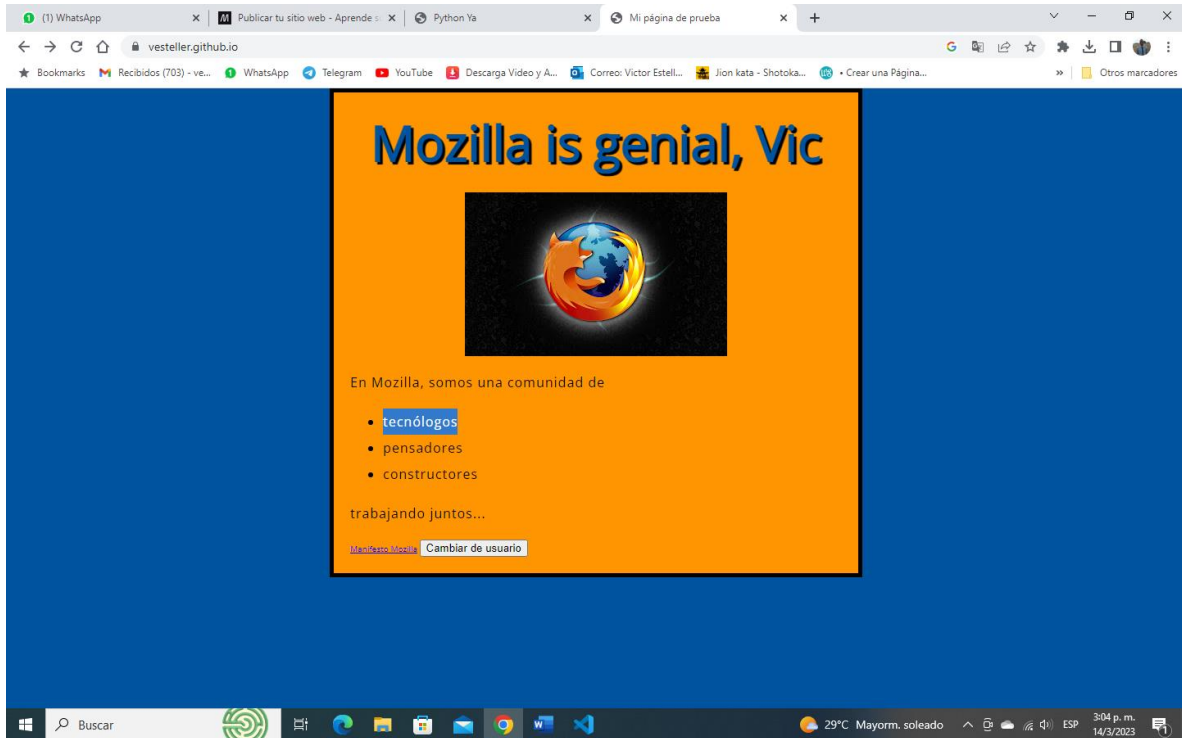 (1) WhatsApp
Publicar tu sitio web - Aprende s
Python Ya
Mi página de prueba
vesteller.github.io
Bookmarks
Recibidos (703) - ve...
WhatsApp
Telegram
YouTube
Descarga Video y A...
Correo: Victor Estell...
Jion kata - Shotoka...
• Crear una Página...
»
Otros marcadores
Mozilla is genial, Vic
En Mozilla, somos una comunidad de
• tecnólogos
• pensadores
• constructores
trabajando juntos...
Manifesto Mozilla Cambiar de usuario
Buscar
29°C Mayorm. soleado
ESP
3:04 p. m.
14/3/2023